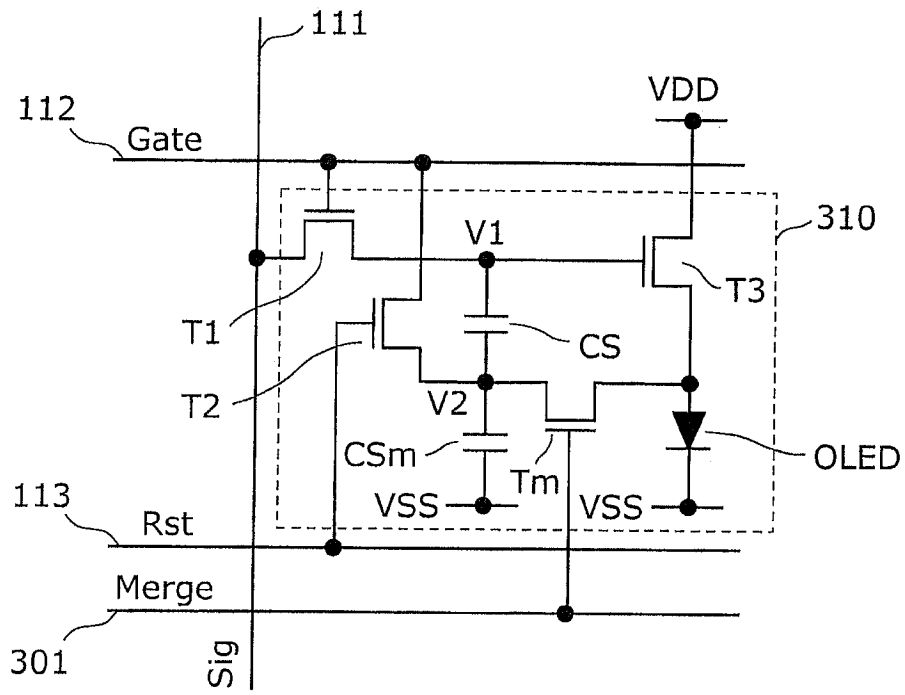 111
VDD
112
Gate
310
V1
T3
T1
CS
T2
V2
CSm
Tm
OLED
VSS
VSS
113
Rst
Merge
301
Sig